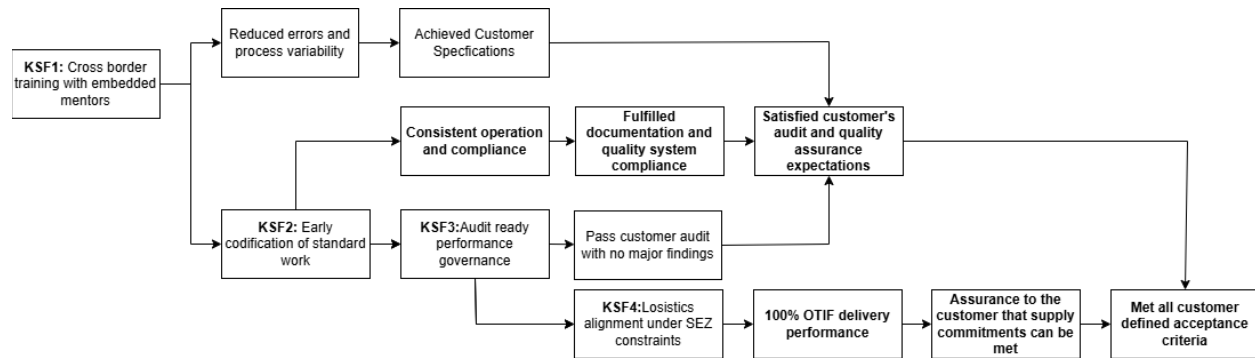 Reduced errors and
process variability
Achieved Customer
Specfications
KSF1: Cross border
training with embedded
mentors
Consistent operation
and compliance
Fulfilled
documentation and
quality system
compliance
Satisfied customer's
audit and quality
assurance
expectations
KSF2: Early
codification of standard
work
KSF3:Audit ready
performance
governance
Pass customer audit
with no major findings
KSF4:Losistics
alignment under SEZ
constraints
100% OTIF delivery
performance
Assurance to the
customer that supply
commitments can be
met
Met all customer
defined acceptance
criteria